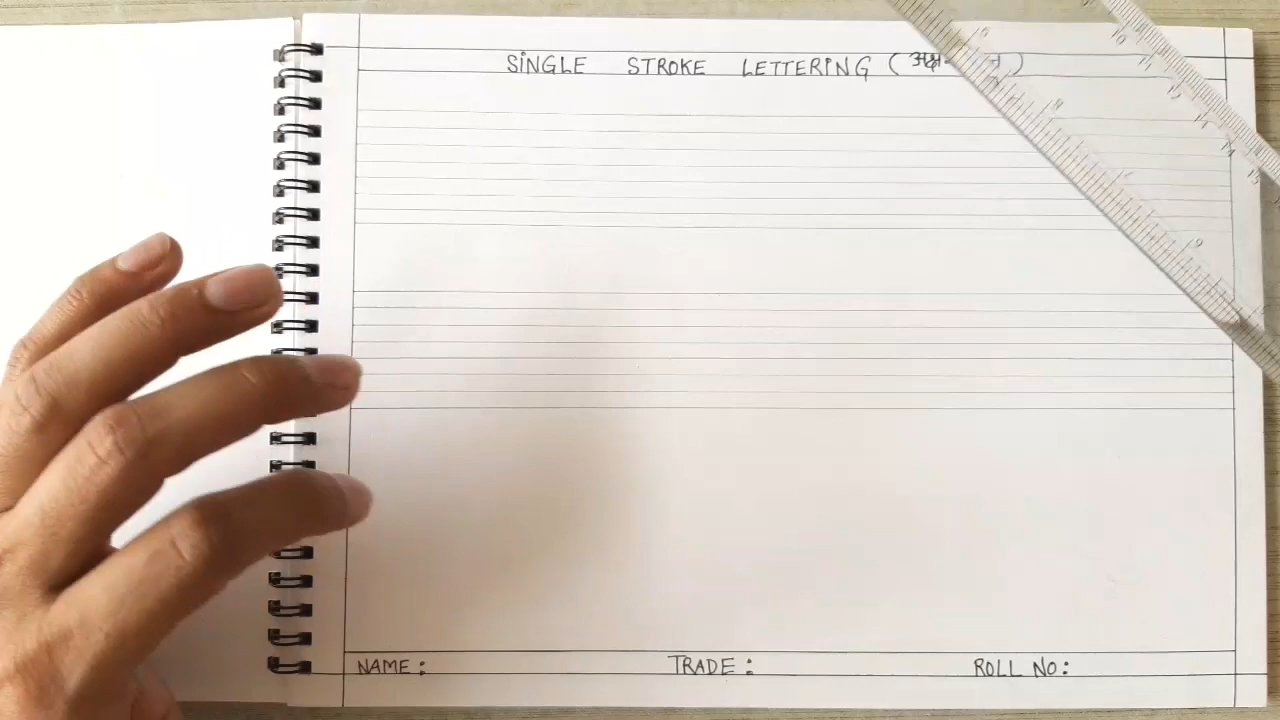 SINGLE STROKE LETTERING (
NAME : TRADE : ROLL NO :